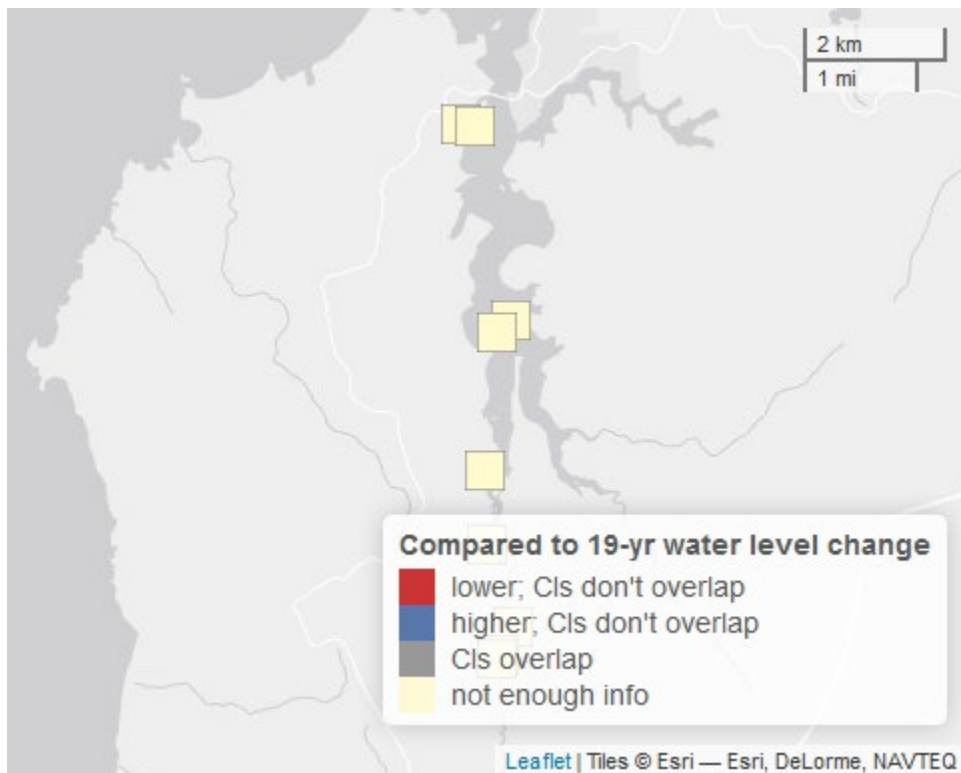 2 km
1 mi
Compared to 19-yr water level change
lower; CIs don't overlap
higher; CIs don't overlap
CIs overlap
not enough info
Leaflet | Tiles © Esri — Esri, DeLorme, NAVTEQ